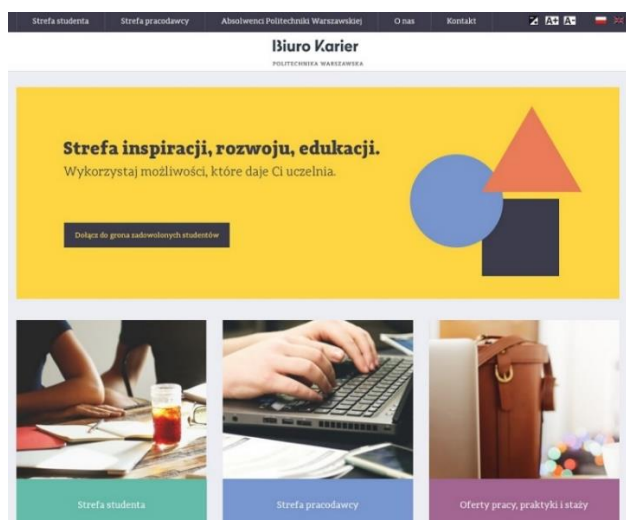 Strefa studenta
Strefa pracodawcy
Absolwenci Politechniki Warszawskiej
O nas
Kontakt
A+ A-
Biuro Karier
POLITECHNIKA WARSZAWSKA
Strefa inspiracji, rozwoju, edukacji.
Wykorzystaj możliwości, które daje Ci uczelnia.
Dołącz do grona zadowolonych studentów
Strefa studenta
Strefa pracodawcy
Oferty pracy, praktyki i staży